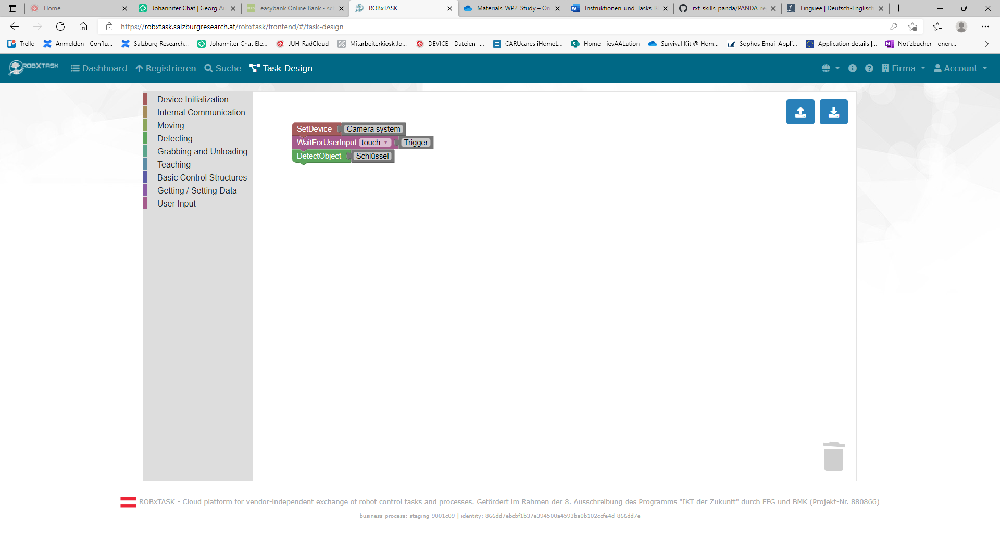 Home
Johanniter Chat | Georg Au
easybank Online Bank - sc
ROBxTASK
Materials_WP2_Study – On
Instruktionen_und_Tasks_R
rxt_skills_panda/PANDA_re
Linguee | Deutsch-Englisch
https://robxtask.salzburgresearch.at/robxtask/frontend/#/task-design
Trello
Anmelden - Conflu...
Salzburg Research...
Johanniter Chat Ele...
JUH-RadCloud
Mitarbeiterkiosk Jo...
DEVICE - Dateien -...
CARUcares iHomeL...
Home - ievAALution
Survival Kit @ Hom...
Sophos Email Appli...
Application details |...
Notizbücher - onen...
ROBXTASK
Dashboard
Registrieren
Suche
Task Design
Firma
Account
Device Initialization
Internal Communication
Moving
Detecting
Grabbing and Unloading
Teaching
Basic Control Structures
Getting / Setting Data
User Input
SetDevice Camera system
WaitForUserInput touch Trigger
DetectObject Schlüssel
ROBxTASK - Cloud platform for vendor-independent exchange of robot control tasks and processes. Gefördert im Rahmen der 8. Ausschreibung des Programms "IKT der Zukunft" durch FFG und BMK (Projekt-Nr. 880866)
business-process: staging-9001c09 | identity: 866dd7ebcbf1b37e394500a4593ba0b102ccfe4d-866dd7e